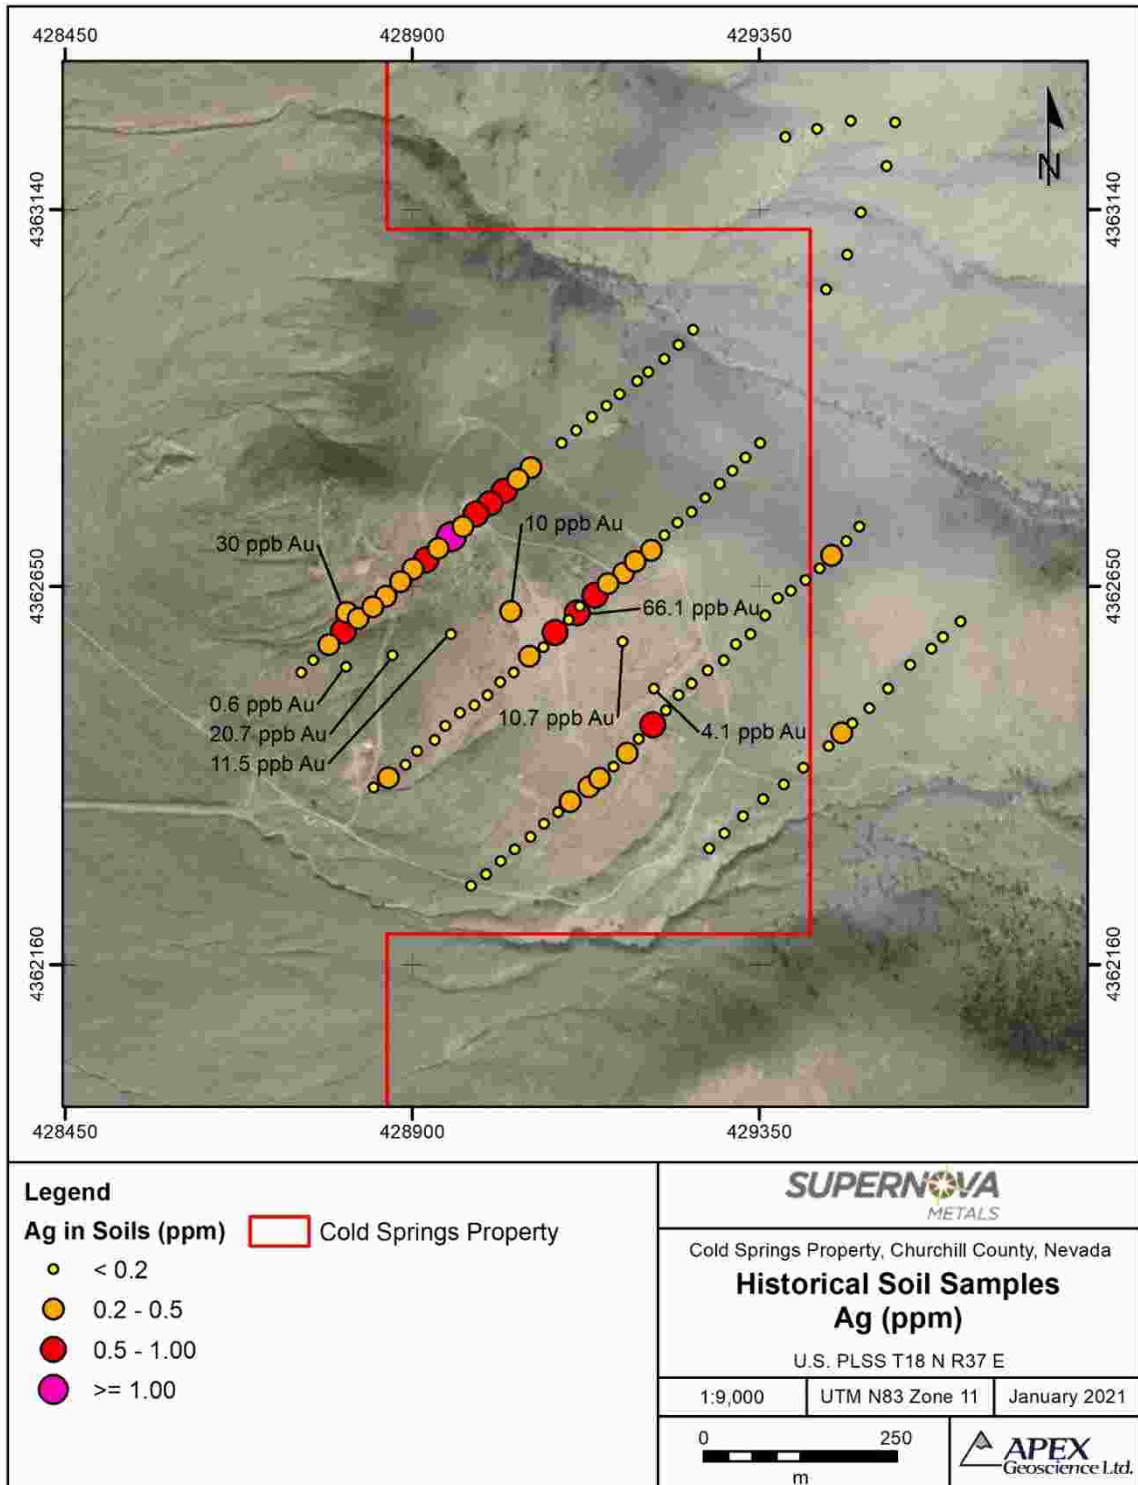 428450 428900 429350
N
4363140 4363140
30 ppb Au
10 ppb Au
4362650 4362650
66.1 ppb Au
0.6 ppb Au
20.7 ppb Au
11.5 ppb Au
10.7 ppb Au
4.1 ppb Au
4362160 4362160
428450 428900 429350
Legend
Ag in Soils (ppm)
Cold Springs Property
< 0.2
0.2 - 0.5
0.5 - 1.00
>= 1.00
SUPERNOVA
METALS
Cold Springs Property, Churchill County, Nevada
Historical Soil Samples
Ag (ppm)
U.S. PLSS T18 N R37 E
1:9,000 UTM N83 Zone 11 January 2021
0 250
m
APEX
Geoscience Ltd.